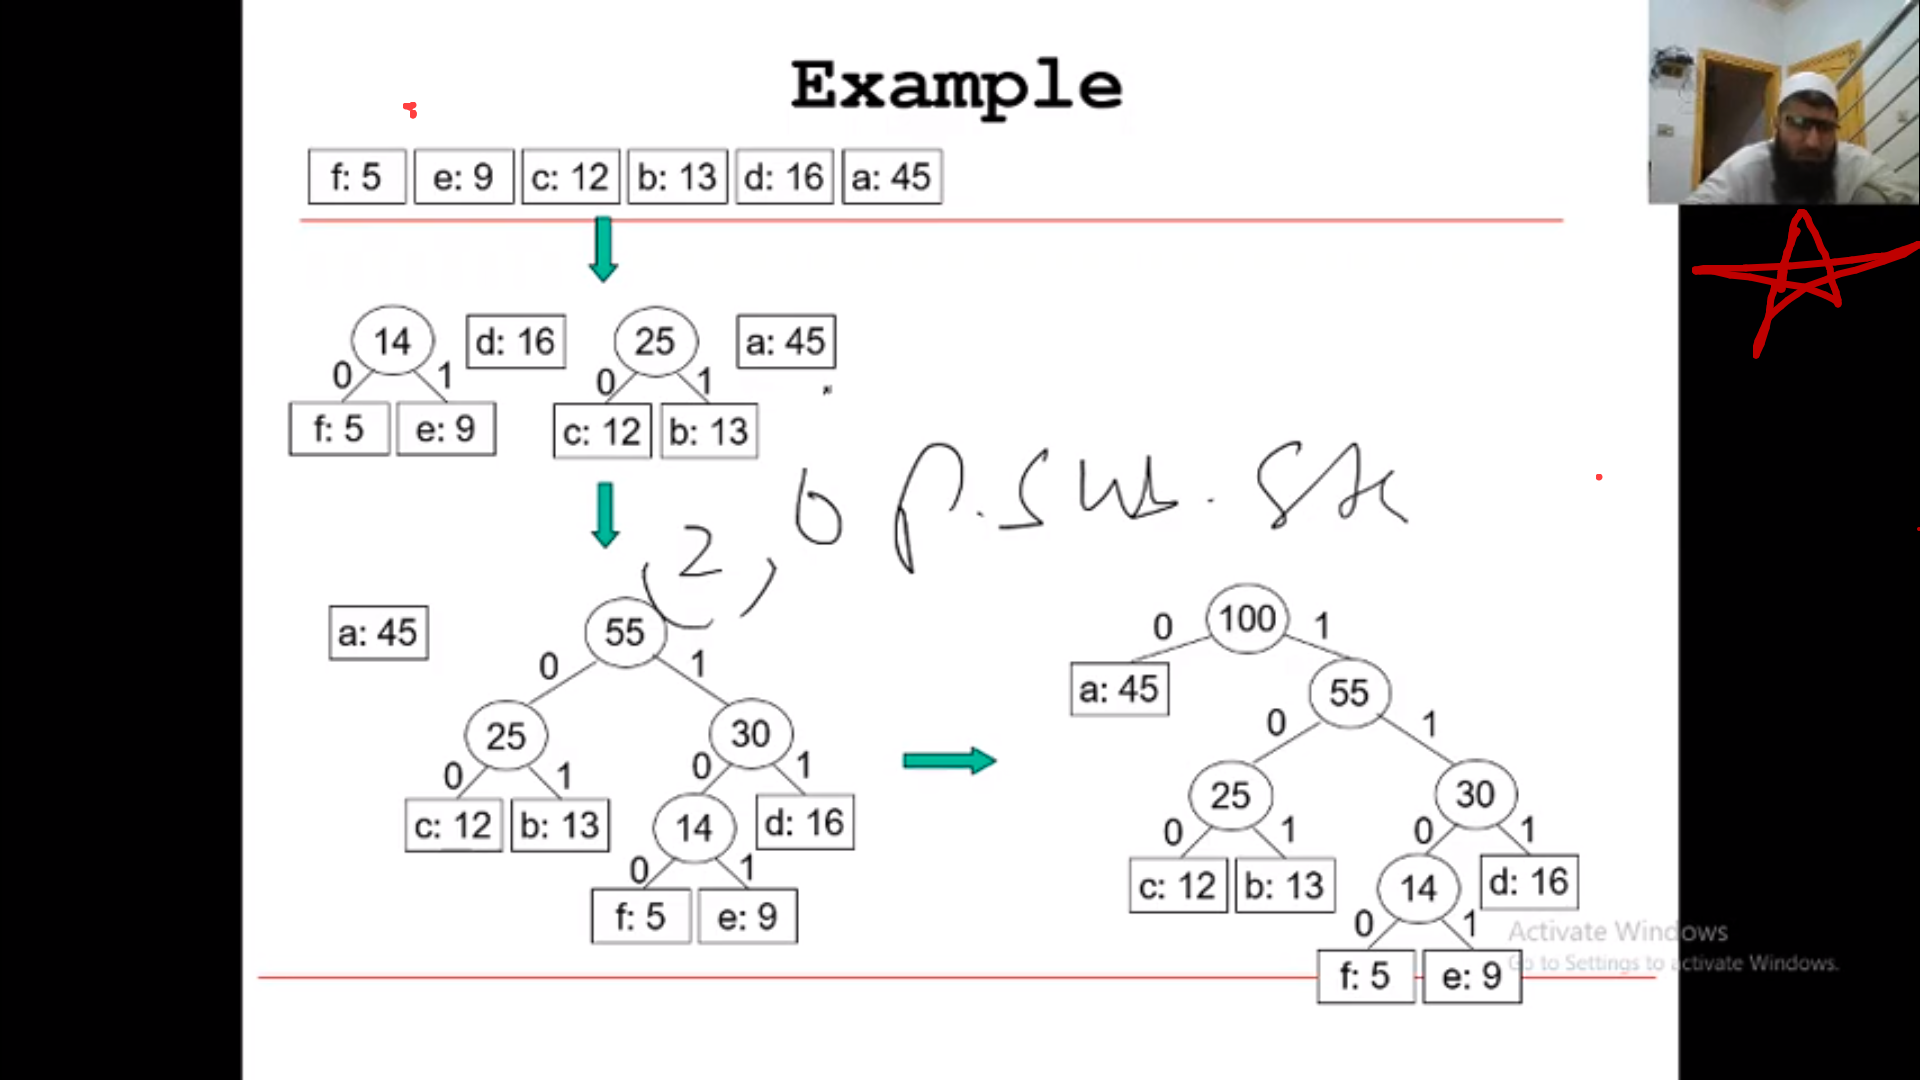 Example
f: 5 e: 9 c: 12 b: 13 d: 16 a: 45
14 d: 16 25 a: 45
0 1 0 1
f: 5 e: 9 c: 12 b: 13
(2,
a: 45 55
0 1
25 30
0 1 0 1
c: 12 b: 13 14 d: 16
0 1
f: 5 e: 9
100
0 1
a: 45 55
0 1
25 30
0 1 0 1
c: 12 b: 13 14 d: 16
0 1
f: 5 e: 9
Activate Windows
Go to Settings to activate Windows.